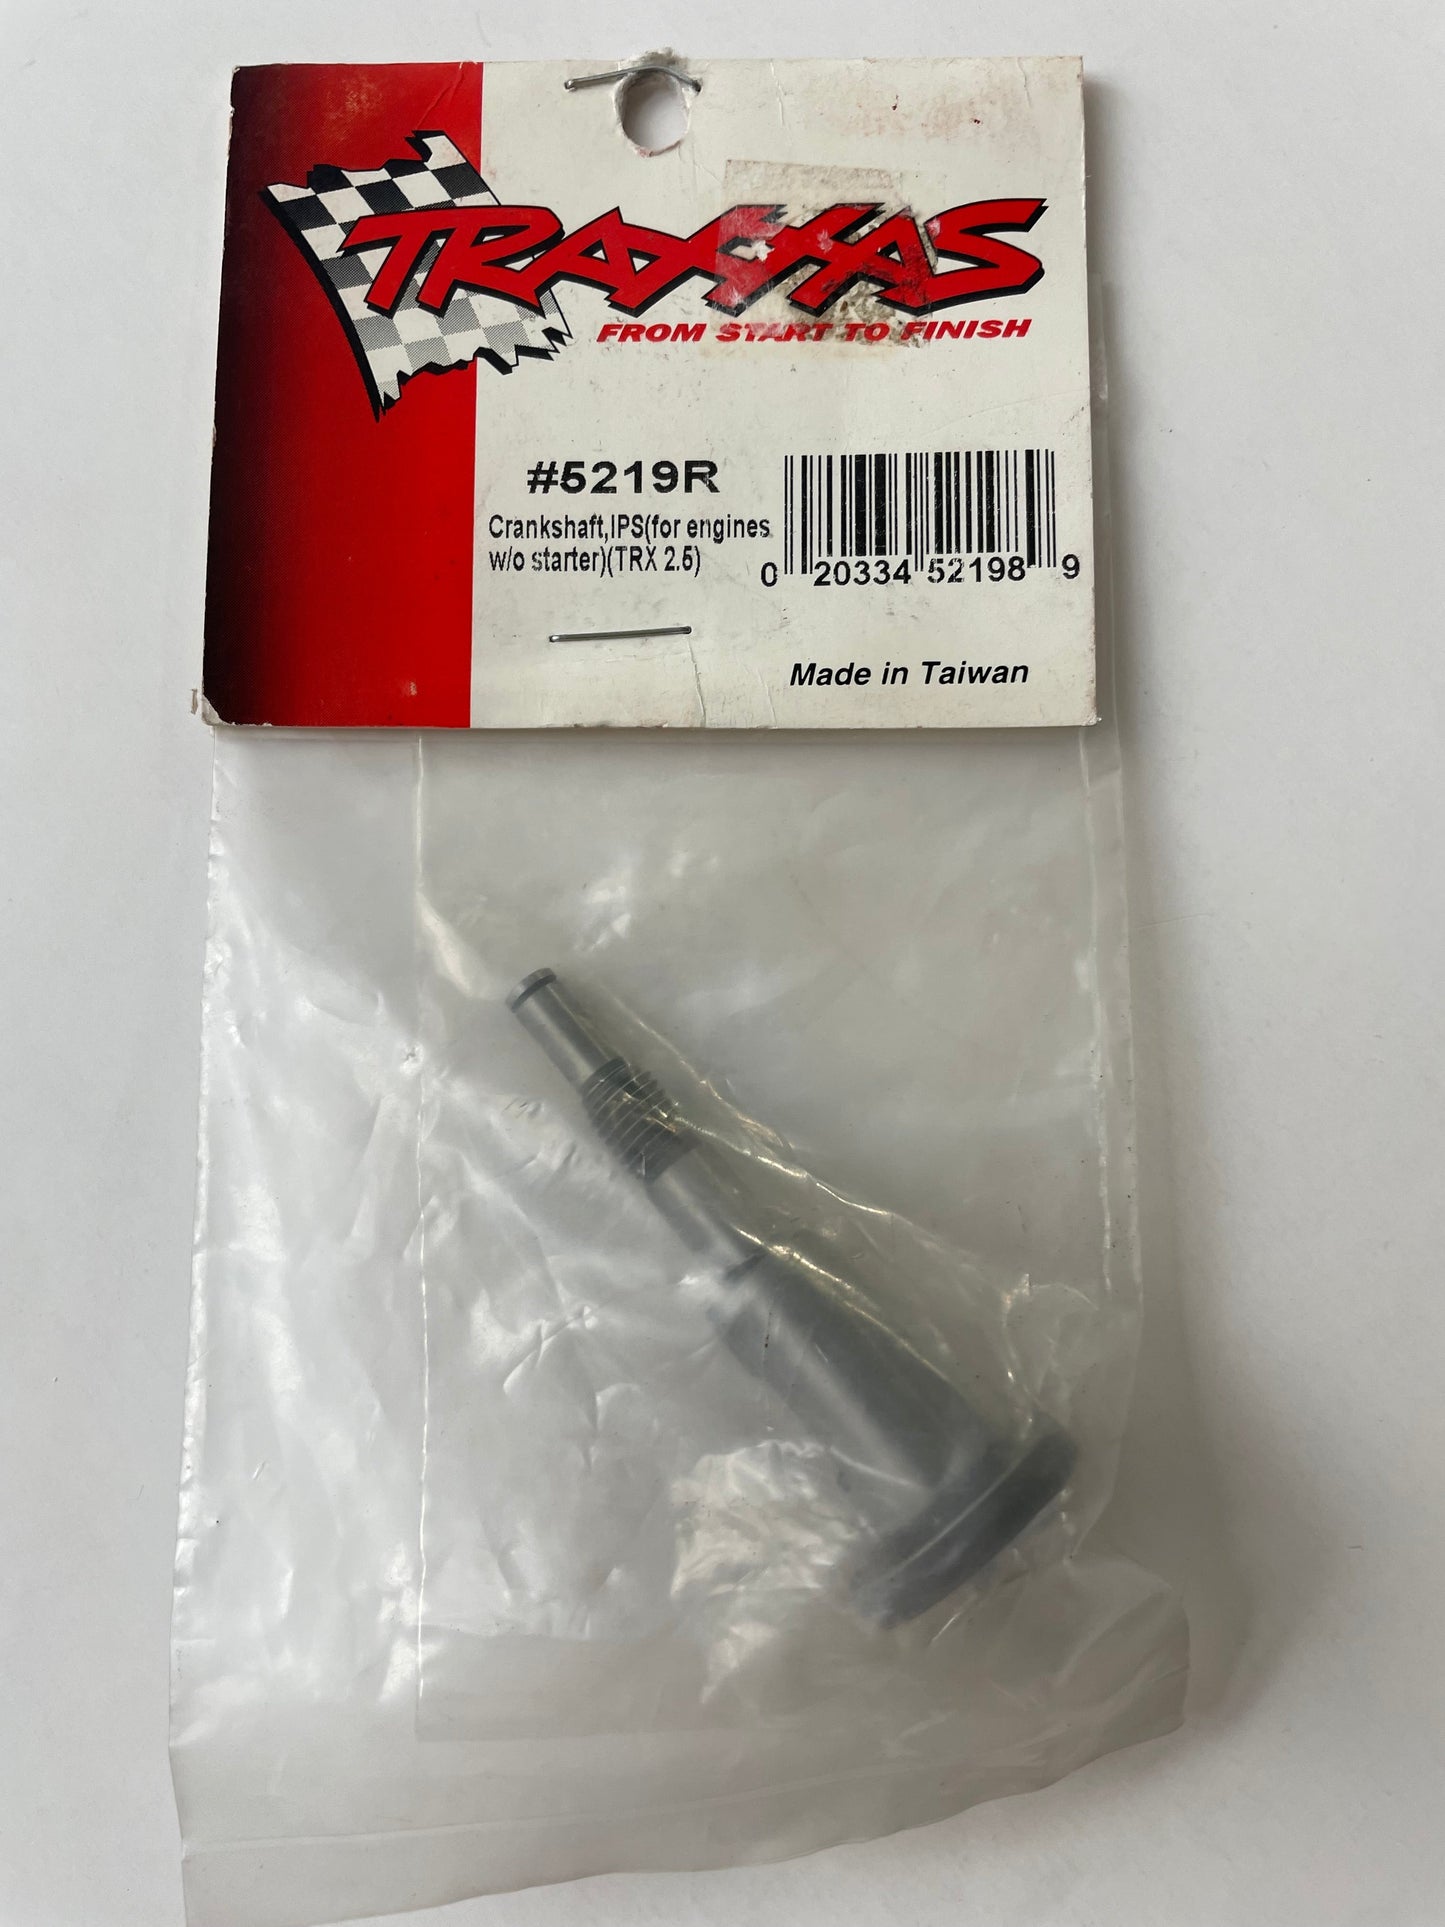 TRAXXAS
FROM START TO FINISH
#5219R
Crankshaft,IPS(for engines
w/o starter)(TRX 2.5)
0 20334 52198 9
Made in Taiwan